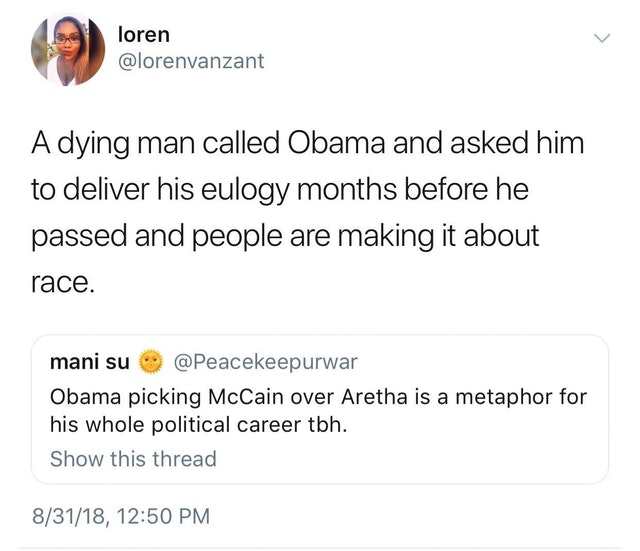 loren
@lorenvanzant
A dying man called Obama and asked him
to deliver his eulogy months before he
passed and people are making it about
race.
mani su 🌞 @Peacekeepurwar
Obama picking McCain over Aretha is a metaphor for
his whole political career tbh.
Show this thread
8/31/18, 12:50 PM